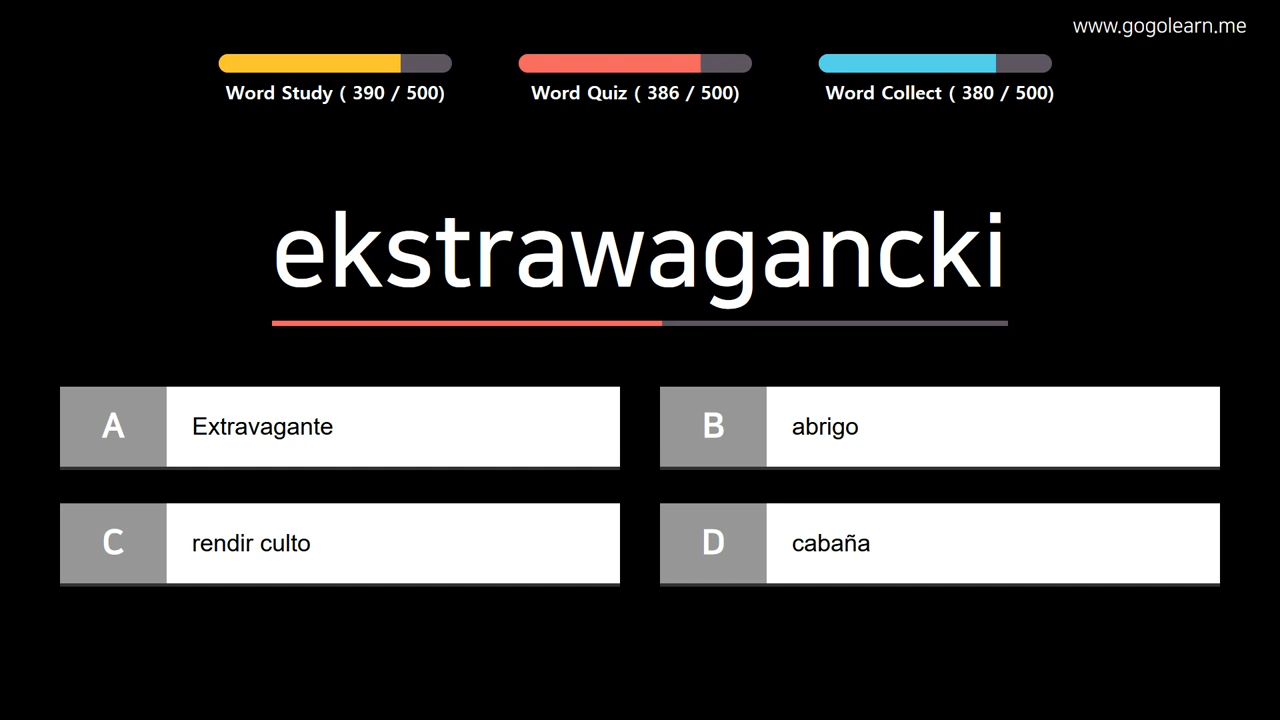 www.gogolearn.me
Word Study ( 390 / 500)
Word Quiz ( 386 / 500)
Word Collect ( 380 / 500)
ekstrawagancki
A Extravagante
B abrigo
C rendir culto
D cabaña